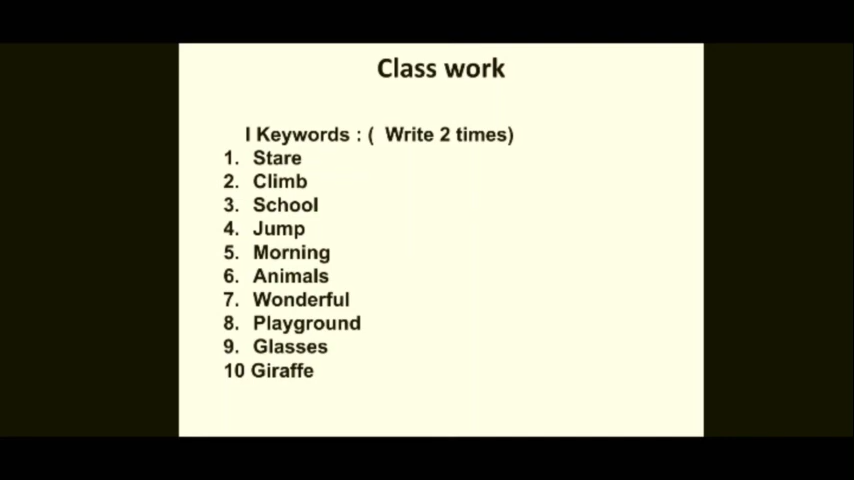 Class work
I Keywords : ( Write 2 times)
1. Stare
2. Climb
3. School
4. Jump
5. Morning
6. Animals
7. Wonderful
8. Playground
9. Glasses
10 Giraffe